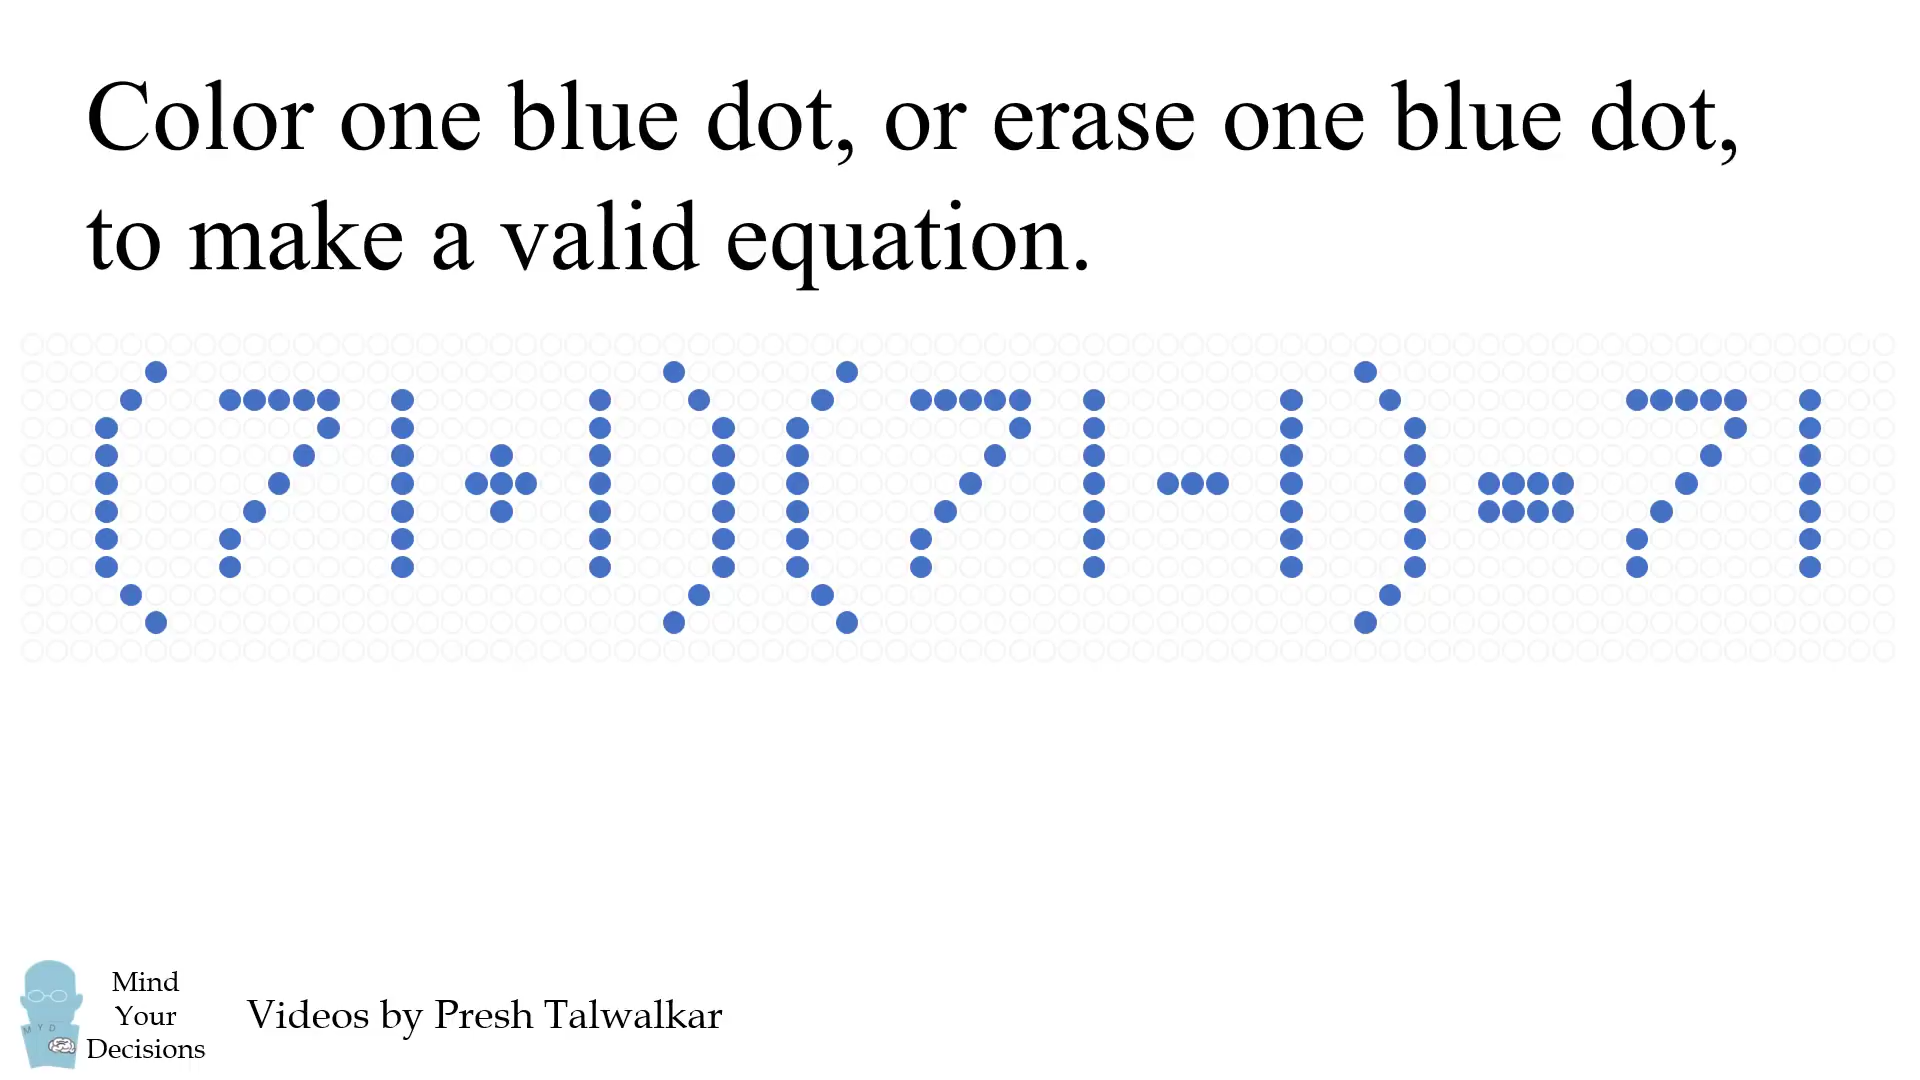 Color one blue dot, or erase one blue dot,
to make a valid equation.
(71+1)(71-1)=71
Mind
Your
Decisions
MYD
Videos by Presh Talwalkar